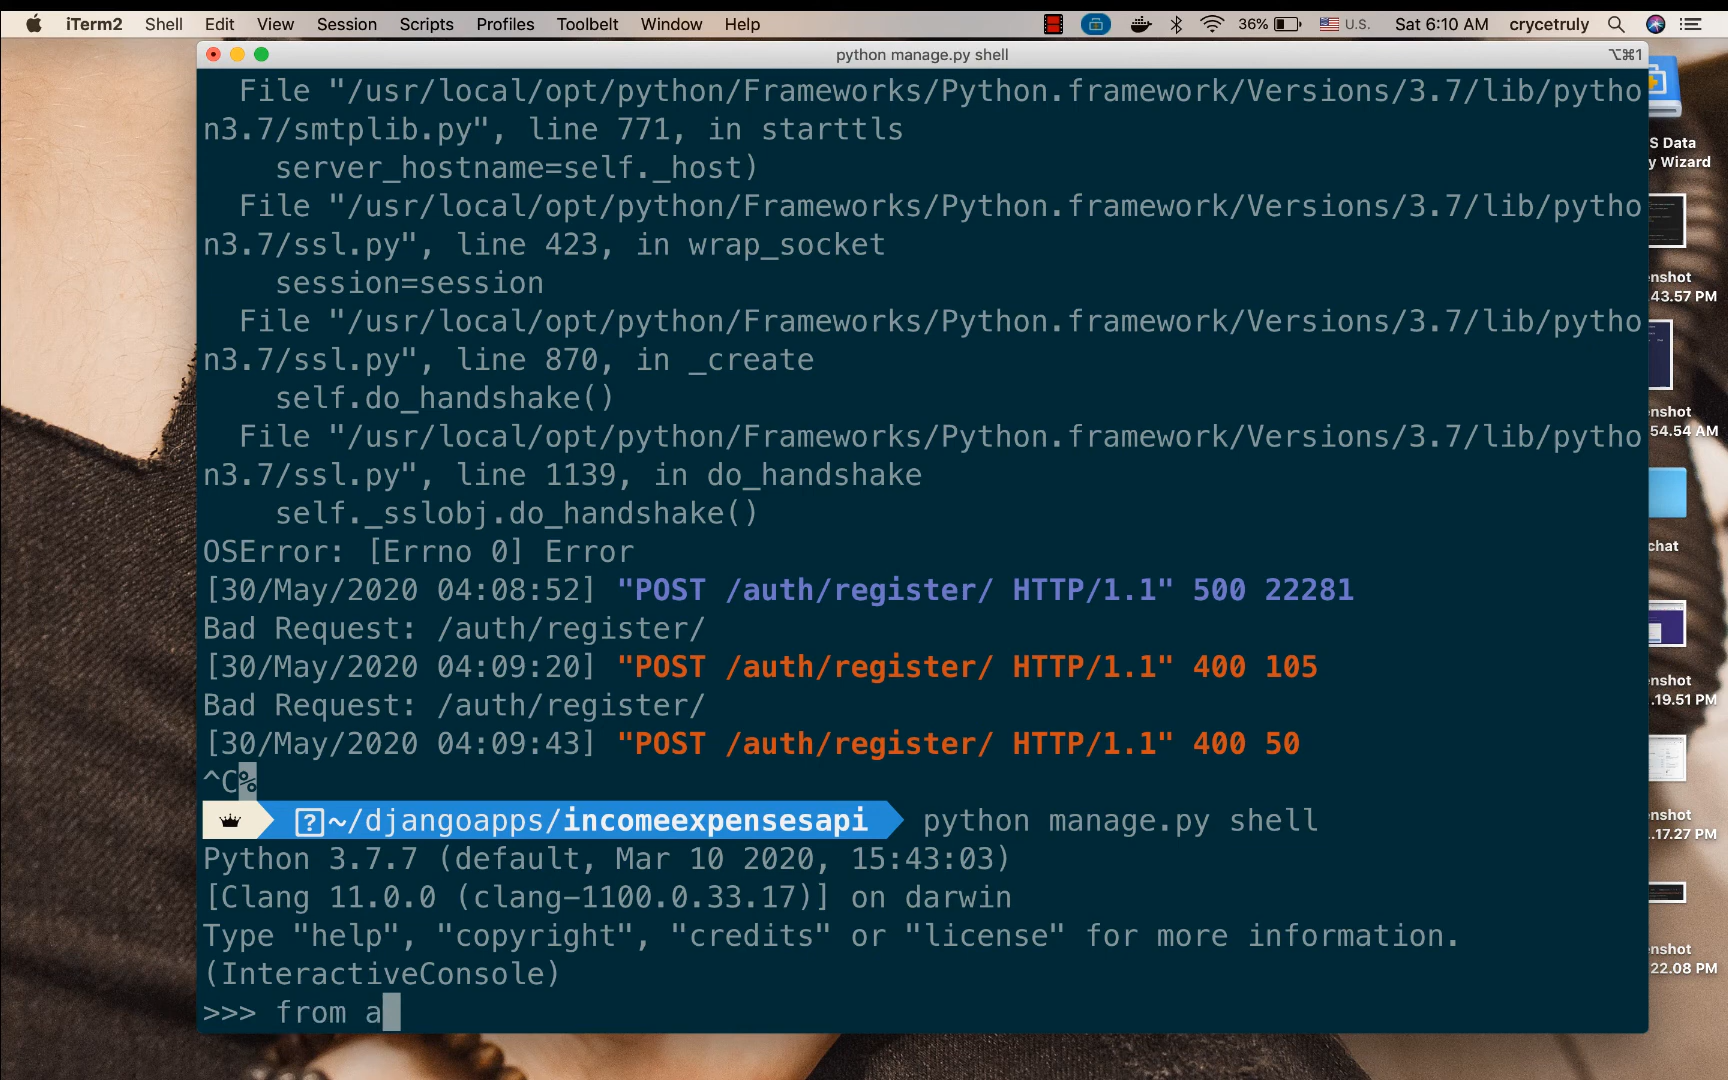 iTerm2 Shell Edit View Session Scripts Profiles Toolbelt Window Help 36% U.S. Sat 6:10 AM crycetruly
python manage.py shell ⌥⌘1
File "/usr/local/opt/python/Frameworks/Python.framework/Versions/3.7/lib/pytho
n3.7/smtplib.py", line 771, in starttls
server_hostname=self._host)
File "/usr/local/opt/python/Frameworks/Python.framework/Versions/3.7/lib/pytho
n3.7/ssl.py", line 423, in wrap_socket
session=session
File "/usr/local/opt/python/Frameworks/Python.framework/Versions/3.7/lib/pytho
n3.7/ssl.py", line 870, in _create
self.do_handshake()
File "/usr/local/opt/python/Frameworks/Python.framework/Versions/3.7/lib/pytho
n3.7/ssl.py", line 1139, in do_handshake
self._sslobj.do_handshake()
OSError: [Errno 0] Error
[30/May/2020 04:08:52] "POST /auth/register/ HTTP/1.1" 500 22281
Bad Request: /auth/register/
[30/May/2020 04:09:20] "POST /auth/register/ HTTP/1.1" 400 105
Bad Request: /auth/register/
[30/May/2020 04:09:43] "POST /auth/register/ HTTP/1.1" 400 50
^C%
?~/djangoapps/incomeexpensesapi python manage.py shell
Python 3.7.7 (default, Mar 10 2020, 15:43:03)
[Clang 11.0.0 (clang-1100.0.33.17)] on darwin
Type "help", "copyright", "credits" or "license" for more information.
(InteractiveConsole)
>>> from a
S Data
y Wizard
nshot
.43.57 PM
nshot
54.54 AM
chat
nshot
.19.51 PM
nshot
.17.27 PM
nshot
22.08 PM